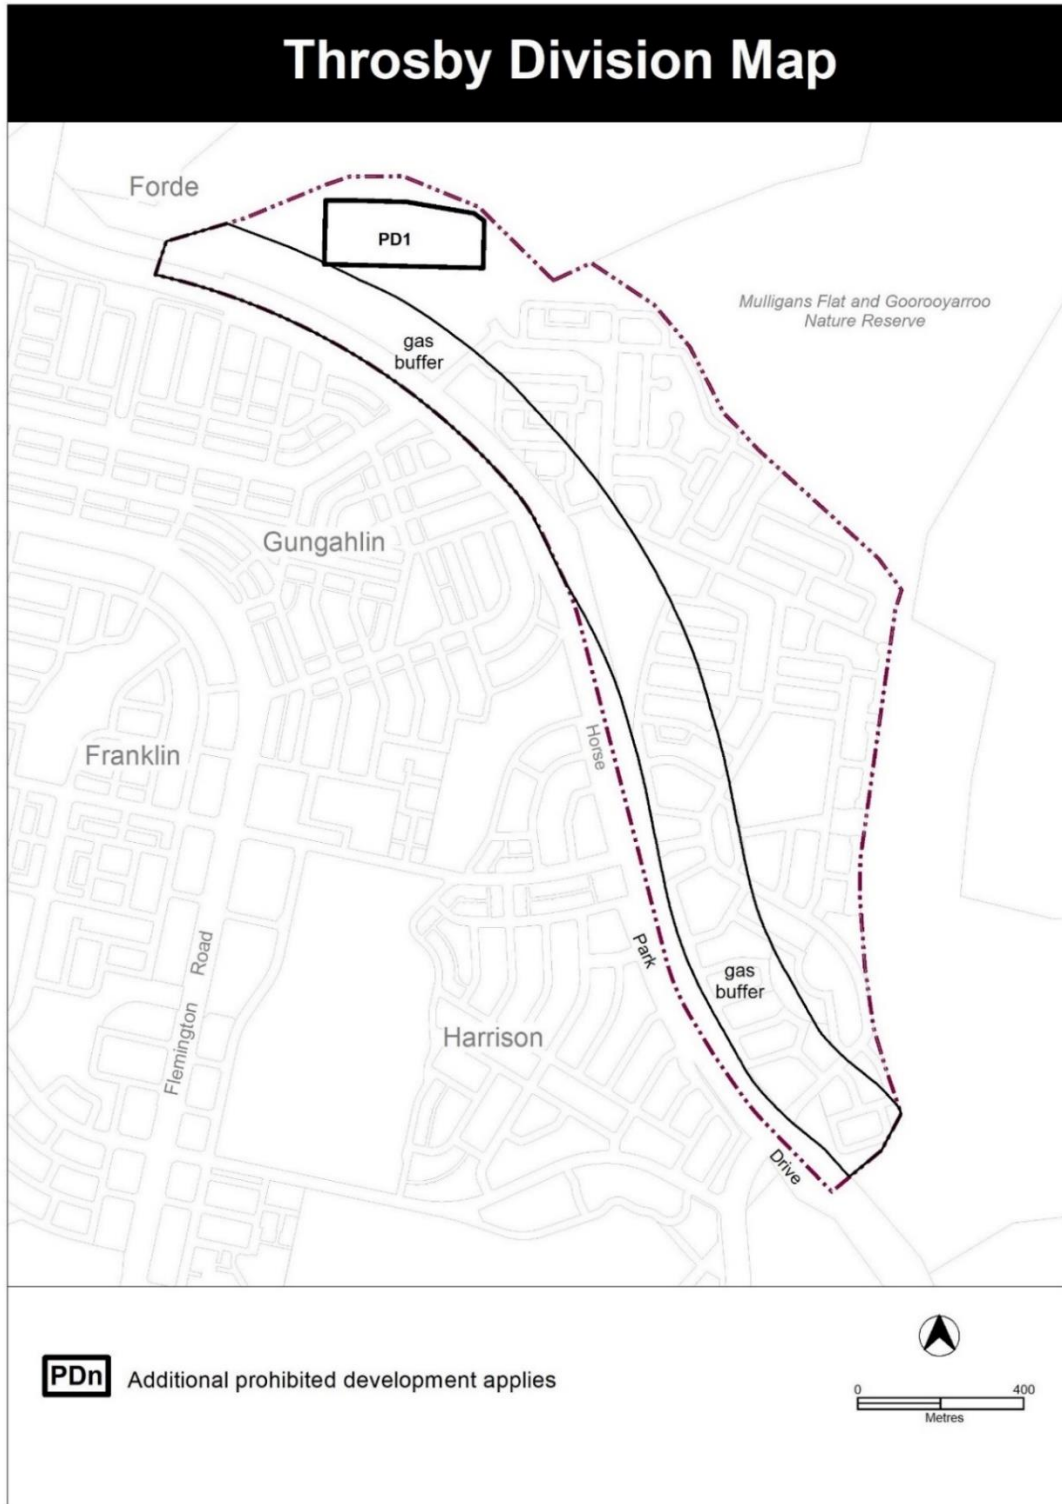 Throsby Division Map
Forde
PD1
Mulligans Flat and Goorooyarroo
Nature Reserve
gas
buffer
Gungahlin
Horse
Franklin
Park
Road
gas
buffer
Harrison
Flemington
Drive
PDn
Additional prohibited development applies
0
400
Metres